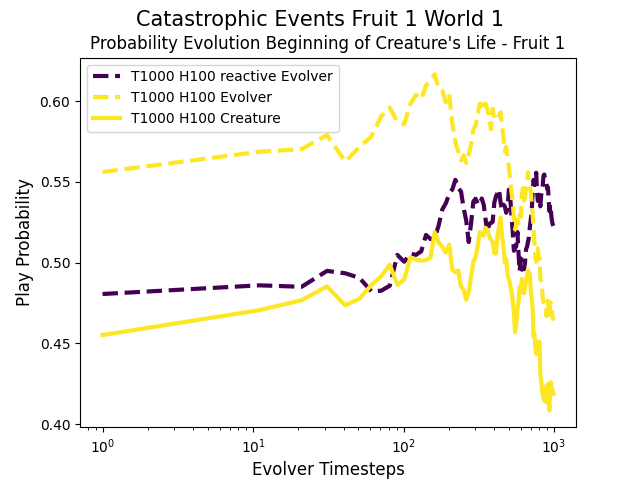 Catastrophic Events Fruit 1 World 1
Probability Evolution Beginning of Creature's Life - Fruit 1
T1000 H100 reactive Evolver
T1000 H100 Evolver
T1000 H100 Creature
Play Probability
0.60
0.55
0.50
0.45
0.40
10⁰ 10¹ 10² 10³
Evolver Timesteps